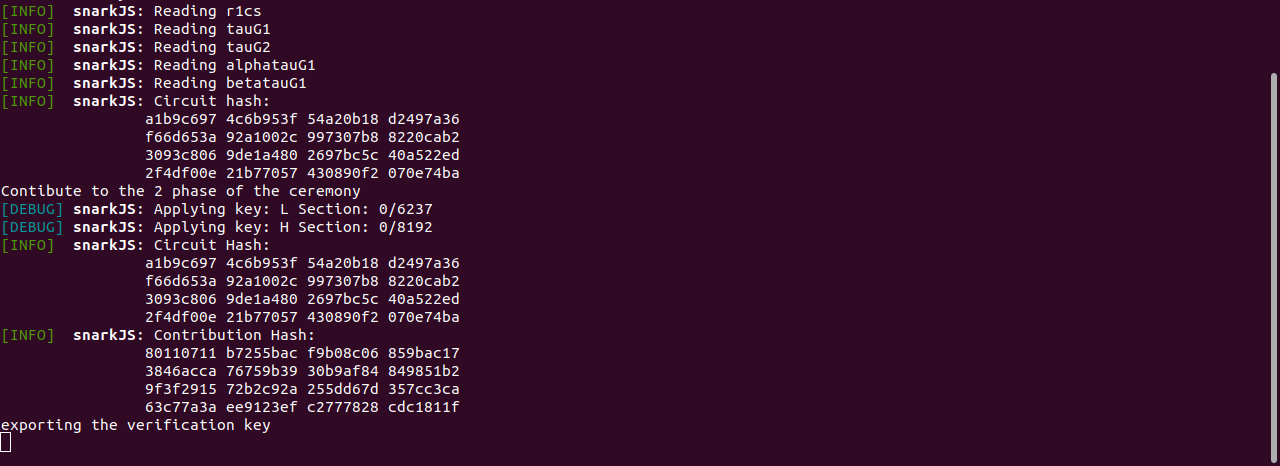 [INFO]  snarkJS: Reading r1cs
[INFO]  snarkJS: Reading tauG1
[INFO]  snarkJS: Reading tauG2
[INFO]  snarkJS: Reading alphatauG1
[INFO]  snarkJS: Reading betatauG1
[INFO]  snarkJS: Circuit hash:
a1b9c697 4c6b953f 54a20b18 d2497a36
f66d653a 92a1002c 997307b8 8220cab2
3093c806 9de1a480 2697bc5c 40a522ed
2f4df00e 21b77057 430890f2 070e74ba
Contibute to the 2 phase of the ceremony
[DEBUG] snarkJS: Applying key: L Section: 0/6237
[DEBUG] snarkJS: Applying key: H Section: 0/8192
[INFO]  snarkJS: Circuit Hash:
a1b9c697 4c6b953f 54a20b18 d2497a36
f66d653a 92a1002c 997307b8 8220cab2
3093c806 9de1a480 2697bc5c 40a522ed
2f4df00e 21b77057 430890f2 070e74ba
[INFO]  snarkJS: Contribution Hash:
80110711 b7255bac f9b08c06 859bac17
3846acca 76759b39 30b9af84 849851b2
9f3f2915 72b2c92a 255dd67d 357cc3ca
63c77a3a ee9123ef c2777828 cdc1811f
exporting the verification key